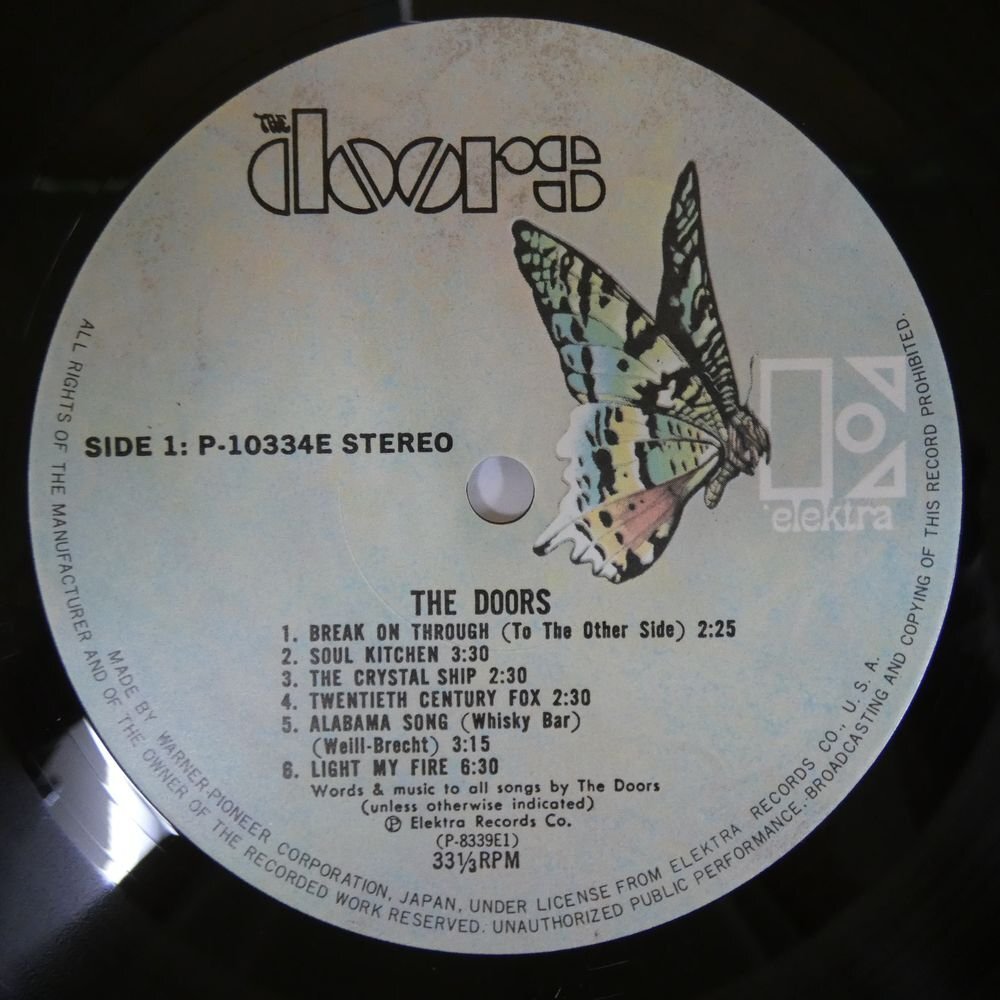 THE
doors
elektra
SIDE 1: P-10334E STEREO
THE DOORS
1. BREAK ON THROUGH (To The Other Side) 2:25
2. SOUL KITCHEN 3:30
3. THE CRYSTAL SHIP 2:30
4. TWENTIETH CENTURY FOX 2:30
5. ALABAMA SONG (Whisky Bar)
(Weill-Brecht) 3:15
6. LIGHT MY FIRE 6:30
Words & music to all songs by The Doors
(unless otherwise indicated)
Ⓟ Elektra Records Co.
(P-8339E1)
33⅓RPM
MADE BY WARNER-PIONEER CORPORATION, JAPAN, UNDER LICENSE FROM ELEKTRA RECORDS CO., U. S. A.
ALL RIGHTS OF THE MANUFACTURER AND OF THE OWNER OF THE RECORDED WORK RESERVED. UNAUTHORIZED PUBLIC PERFORMANCE, BROADCASTING AND COPYING OF THIS RECORD PROHIBITED.